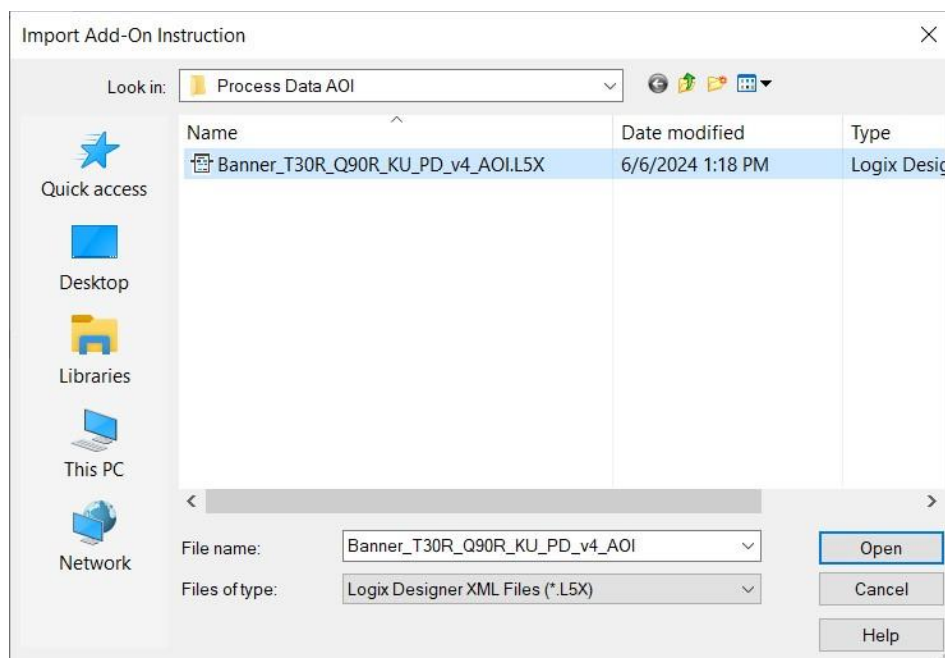 Import Add-On Instruction
Look in: Process Data AOI
Name Date modified Type
Banner_T30R_Q90R_KU_PD_v4_AOI.L5X 6/6/2024 1:18 PM Logix Desig
Quick access
Desktop
Libraries
This PC
Network
File name: Banner_T30R_Q90R_KU_PD_v4_AOI Open
Files of type: Logix Designer XML Files (*.L5X) Cancel
Help